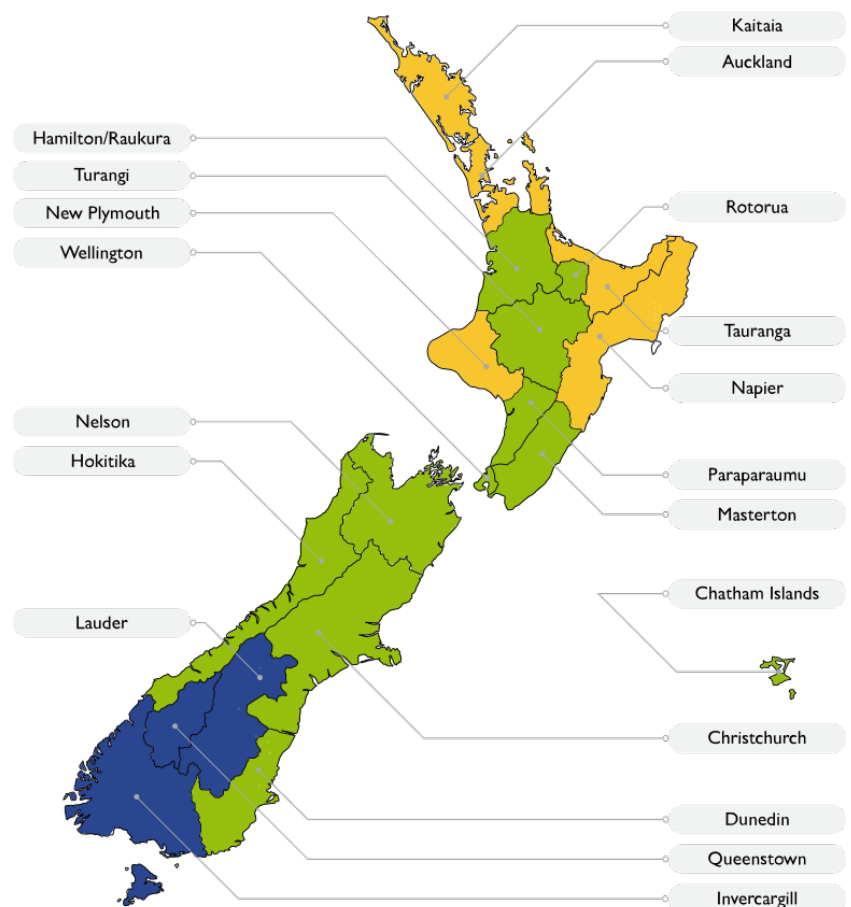 Kaitaia
Auckland
Hamilton/Raukura
Turangi
New Plymouth
Rotorua
Wellington
Tauranga
Napier
Nelson
Hokitika
Paraparaumu
Masterton
Chatham Islands
Lauder
Christchurch
Dunedin
Queenstown
Invercargill